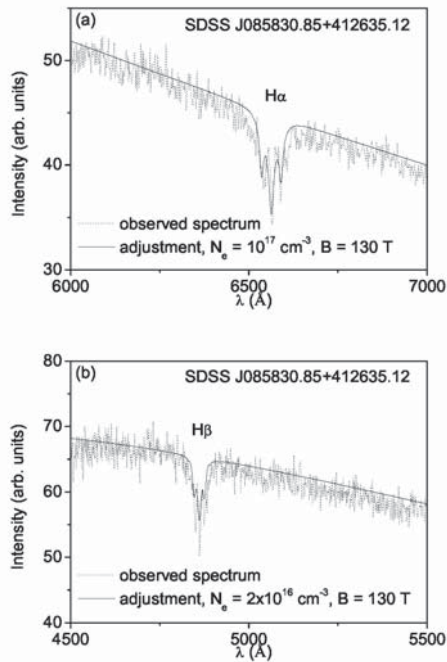 (a)
SDSS J085830.85+412635.12
Hα
observed spectrum
adjustment, Nₑ = 10¹⁷ cm⁻³, B = 130 T
Intensity (arb. units)
50
40
30
6000
6500
7000
λ (Å)
(b)
SDSS J085830.85+412635.12
Hβ
observed spectrum
adjustment, Nₑ = 2x10¹⁶ cm⁻³, B = 130 T
Intensity (arb. units)
80
70
60
50
40
4500
5000
5500
λ (Å)